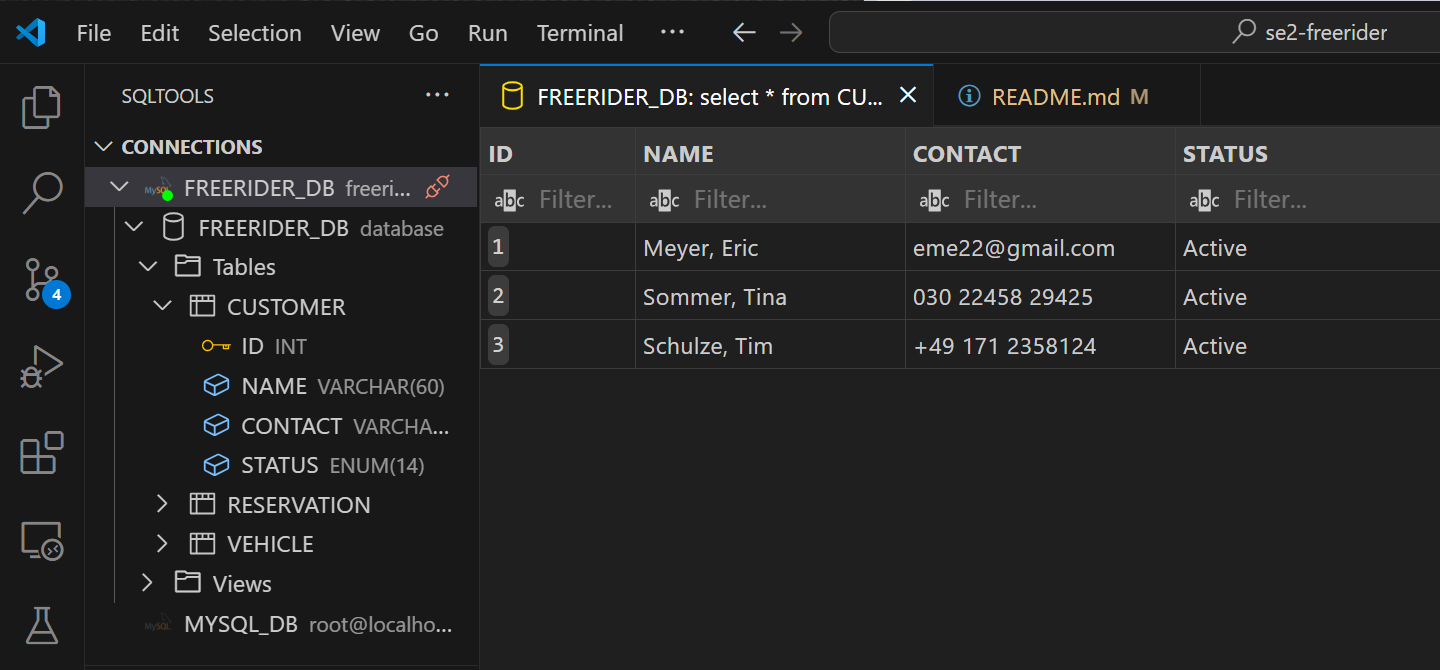 File Edit Selection View Go Run Terminal ··· se2-freerider
SQLTOOLS ···
CONNECTIONS
MySQL FREERIDER_DB freeri...
FREERIDER_DB database
Tables
CUSTOMER
ID INT
NAME VARCHAR(60)
CONTACT VARCHA...
STATUS ENUM(14)
RESERVATION
VEHICLE
Views
MySQL MYSQL_DB root@localho...
4
FREERIDER_DB: select * from CU... README.md M
ID NAME CONTACT STATUS
abc Filter... abc Filter... abc Filter... abc Filter...
1 Meyer, Eric eme22@gmail.com Active
2 Sommer, Tina 030 22458 29425 Active
3 Schulze, Tim +49 171 2358124 Active